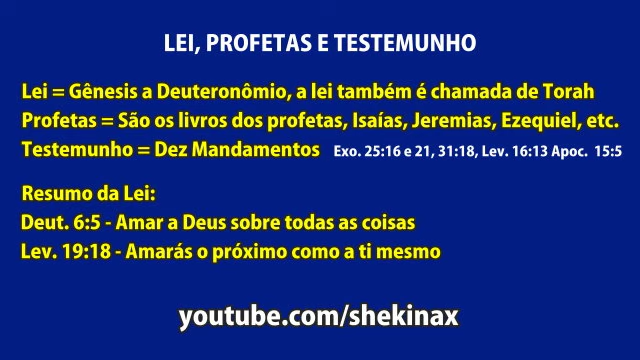 LEI, PROFETAS E TESTEMUNHO
Lei = Gênesis a Deuteronômio, a lei também é chamada de Torah
Profetas = São os livros dos profetas, Isaías, Jeremias, Ezequiel, etc.
Testemunho = Dez Mandamentos Exo. 25:16 e 21, 31:18, Lev. 16:13 Apoc. 15:5
Resumo da Lei:
Deut. 6:5 - Amar a Deus sobre todas as coisas
Lev. 19:18 - Amarás o próximo como a ti mesmo
youtube.com/shekinax